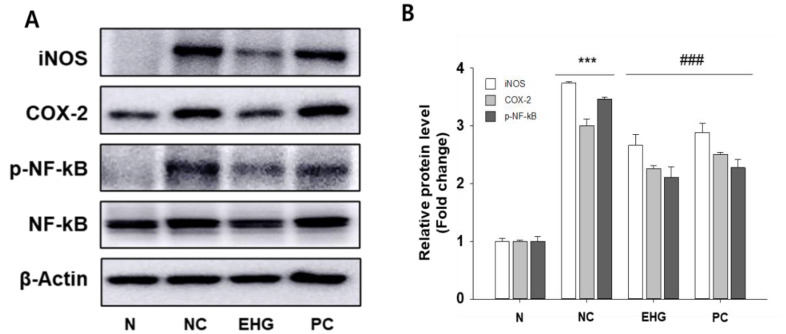 A
iNOS
COX-2
p-NF-kB
NF-kB
β-Actin
N NC EHG PC
B
Relative protein level
(Fold change)
4
3
2
1
0
*** ###
iNOS
COX-2
p-NF-kB
N NC EHG PC